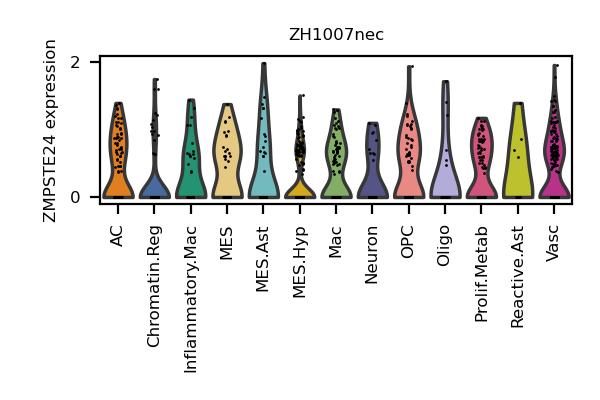 ZH1007nec
ZMPSTE24 expression
2
0
AC
Chromatin.Reg
Inflammatory.Mac
MES
MES.Ast
MES.Hyp
Mac
Neuron
OPC
Oligo
Prolif.Metab
Reactive.Ast
Vasc